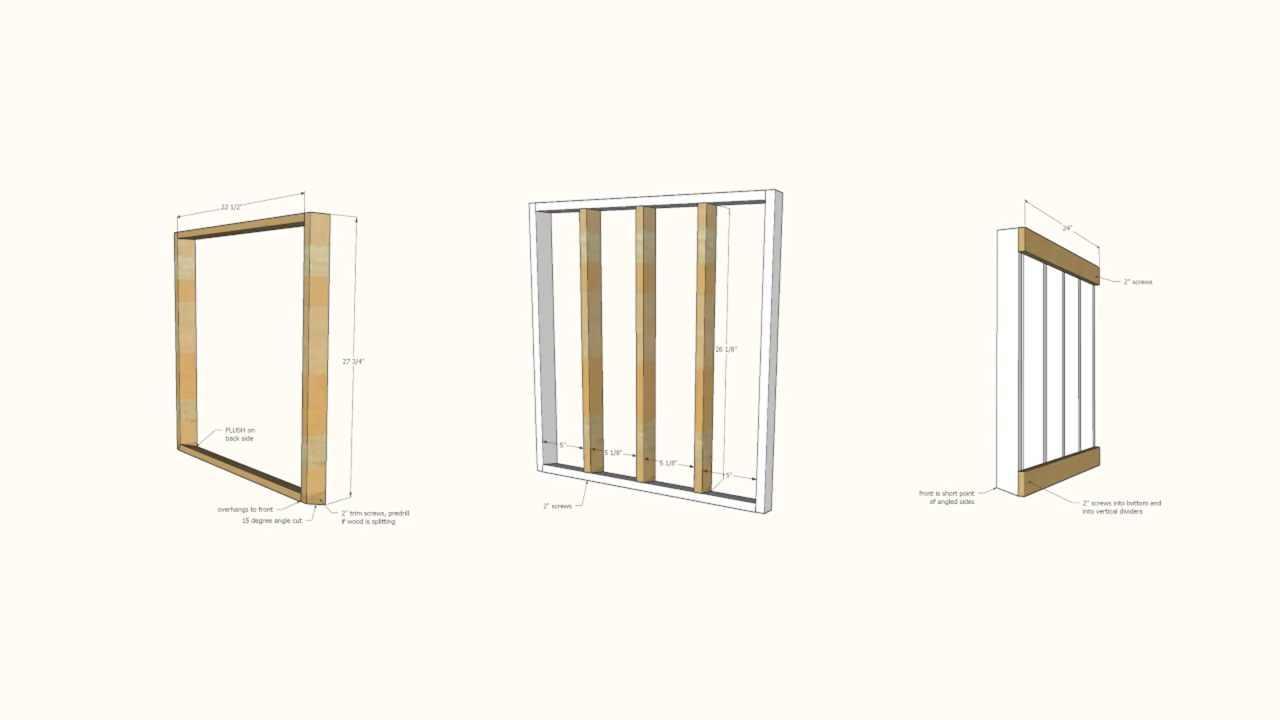 22 1/2"
27 3/4"
FLUSH on
back side
overhangs to front
15 degree angle cut
2" trim screws, predrill
if wood is splitting
26 1/8"
5"
5 1/8"
5 1/8"
5"
2" screws
24"
2" screws
front is short point
of angled sides
2" screws into bottom and
into vertical dividers